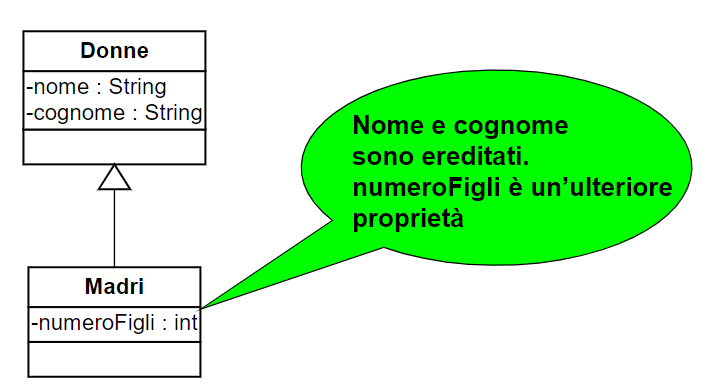 Donne
-nome : String
-cognome : String
Nome e cognome
sono ereditati.
numeroFigli è un’ulteriore
proprietà
Madri
-numeroFigli : int